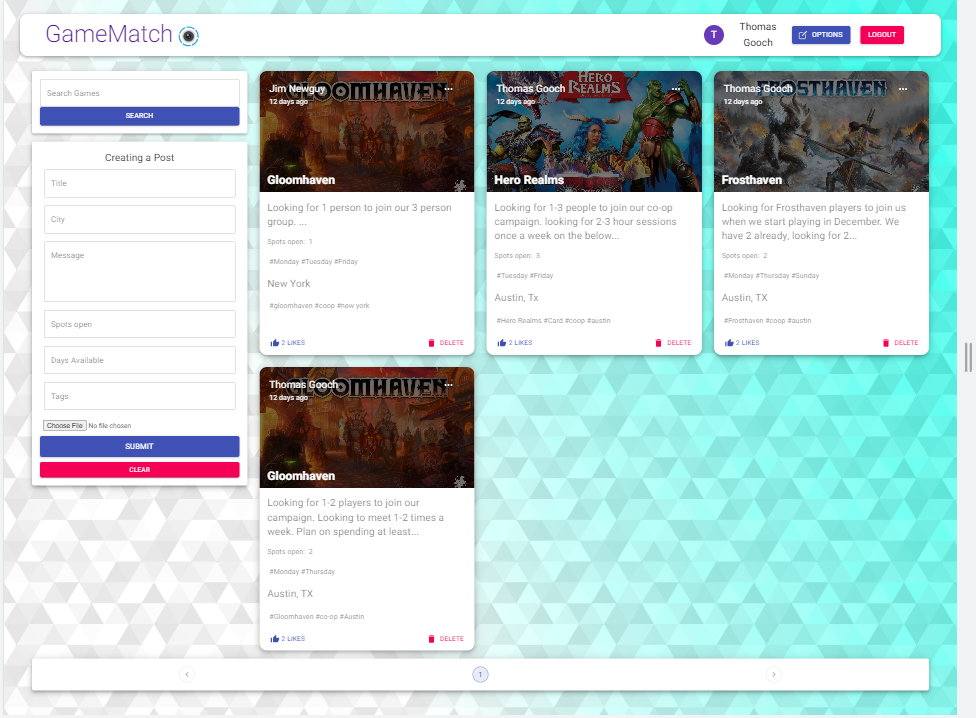 GameMatch
T
Thomas
Gooch
OPTIONS
LOGOUT
Search Games
SEARCH
Creating a Post
Title
City
Message
Spots open
Days Available
Tags
Choose File No file chosen
SUBMIT
CLEAR
GLOOMHAVEN
Jim Newguy
12 days ago
Gloomhaven
Looking for 1 person to join our 3 person
group. ...
Spots open: 1
#Monday #Tuesday #Friday
New York
#gloomhaven #coop #new york
2 LIKES
DELETE
HERO
REALMS
Thomas Gooch
12 days ago
Hero Realms
Looking for 1-3 people to join our co-op
campaign. looking for 2-3 hour sessions
once a week on the below...
Spots open: 3
#Tuesday #Friday
Austin, Tx
#Hero Realms #Card #coop #austin
2 LIKES
DELETE
FROSTHAVEN
Thomas Gooch
12 days ago
Frosthaven
Looking for Frosthaven players to join us
when we start playing in December. We
have 2 already, looking for 2...
Spots open: 2
#Monday #Thursday #Sunday
Austin, TX
#Frosthaven #coop #austin
2 LIKES
DELETE
GLOOMHAVEN
Thomas Gooch
12 days ago
Gloomhaven
Looking for 1-2 players to join our
campaign. Looking to meet 1-2 times a
week. Plan on spending at least...
Spots open: 2
#Monday #Thursday
Austin, TX
#Gloomhaven #co-op #Austin
2 LIKES
DELETE
1